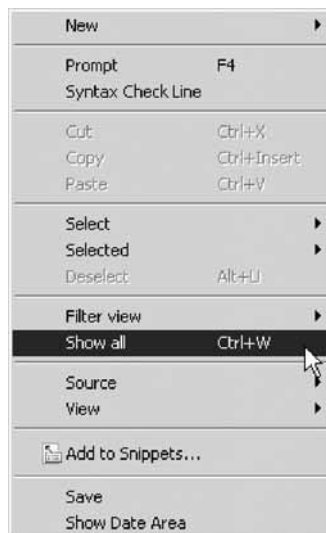 New
Prompt F4
Syntax Check Line
Cut Ctrl+X
Copy Ctrl+Insert
Paste Ctrl+V
Select
Selected
Deselect Alt+U
Filter view
Show all Ctrl+W
Source
View
Add to Snippets...
Save
Show Date Area